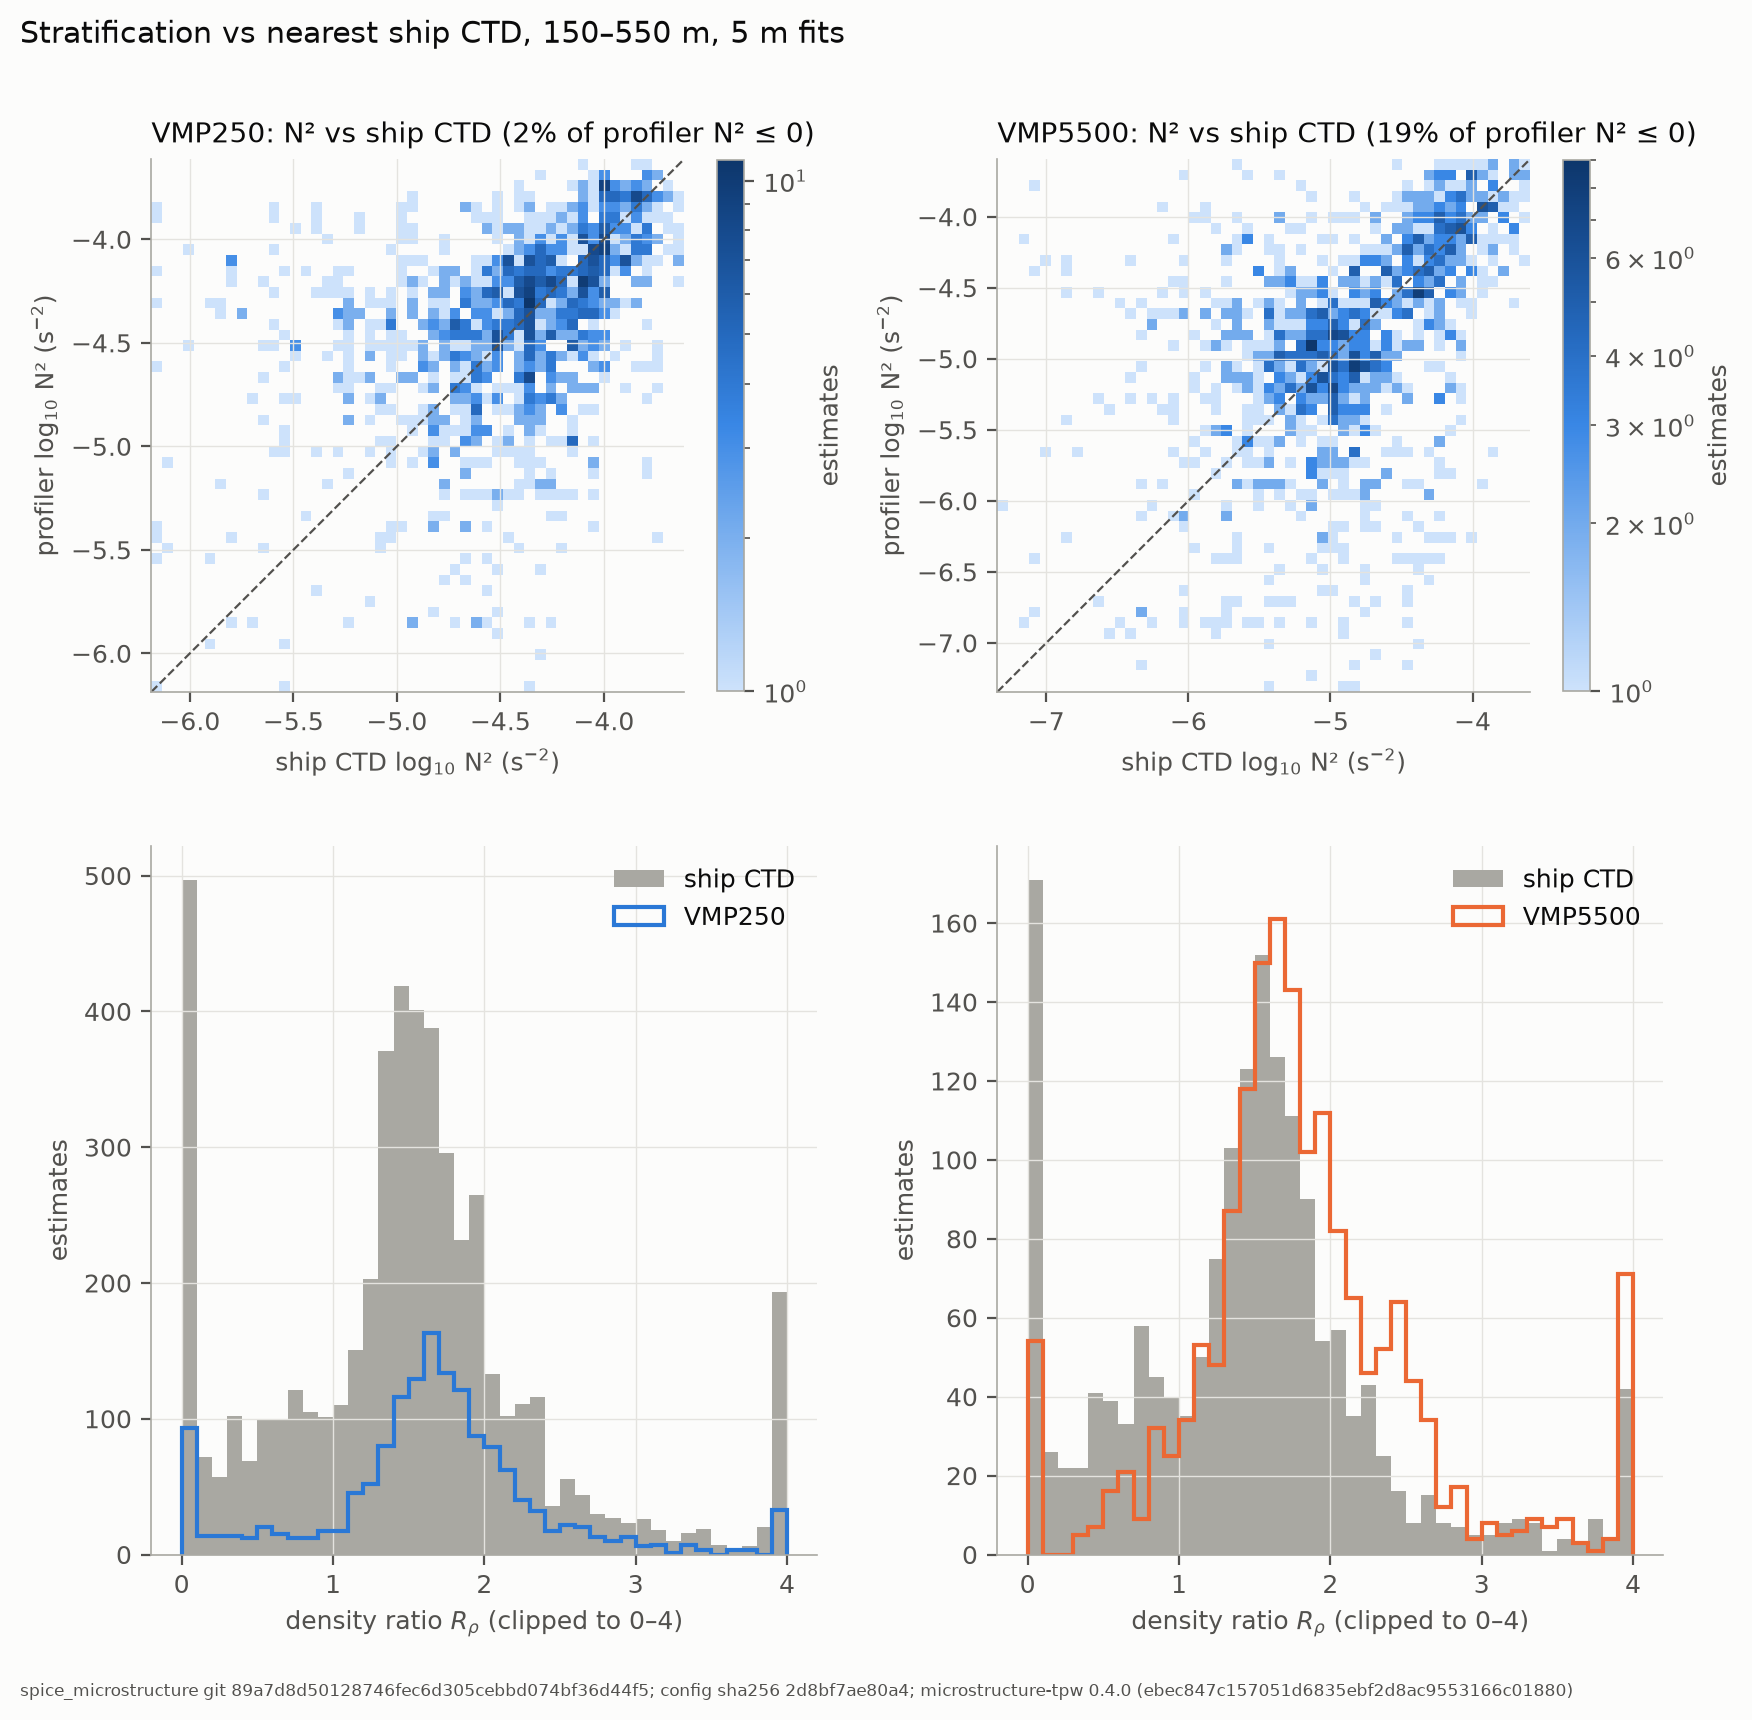 Stratification vs nearest ship CTD, 150–550 m, 5 m fits
VMP250: N² vs ship CTD (2% of profiler N² ≤ 0)
profiler log₁₀ N² (s⁻²)
−4.0
−4.5
−5.0
−5.5
−6.0
−6.0 −5.5 −5.0 −4.5 −4.0
ship CTD log₁₀ N² (s⁻²)
10¹
10⁰
estimates
VMP5500: N² vs ship CTD (19% of profiler N² ≤ 0)
profiler log₁₀ N² (s⁻²)
−4.0
−4.5
−5.0
−5.5
−6.0
−6.5
−7.0
−7 −6 −5 −4
ship CTD log₁₀ N² (s⁻²)
6 × 10⁰
4 × 10⁰
3 × 10⁰
2 × 10⁰
10⁰
estimates
estimates
500
400
300
200
100
0
ship CTD
VMP250
0 1 2 3 4
density ratio Rᵨ (clipped to 0–4)
estimates
160
140
120
100
80
60
40
20
0
ship CTD
VMP5500
0 1 2 3 4
density ratio Rᵨ (clipped to 0–4)
spice_microstructure git 89a7d8d50128746fec6d305cebbd074bf36d44f5; config sha256 2d8bf7ae80a4; microstructure-tpw 0.4.0 (ebec847c157051d6835ebf2d8ac9553166c01880)